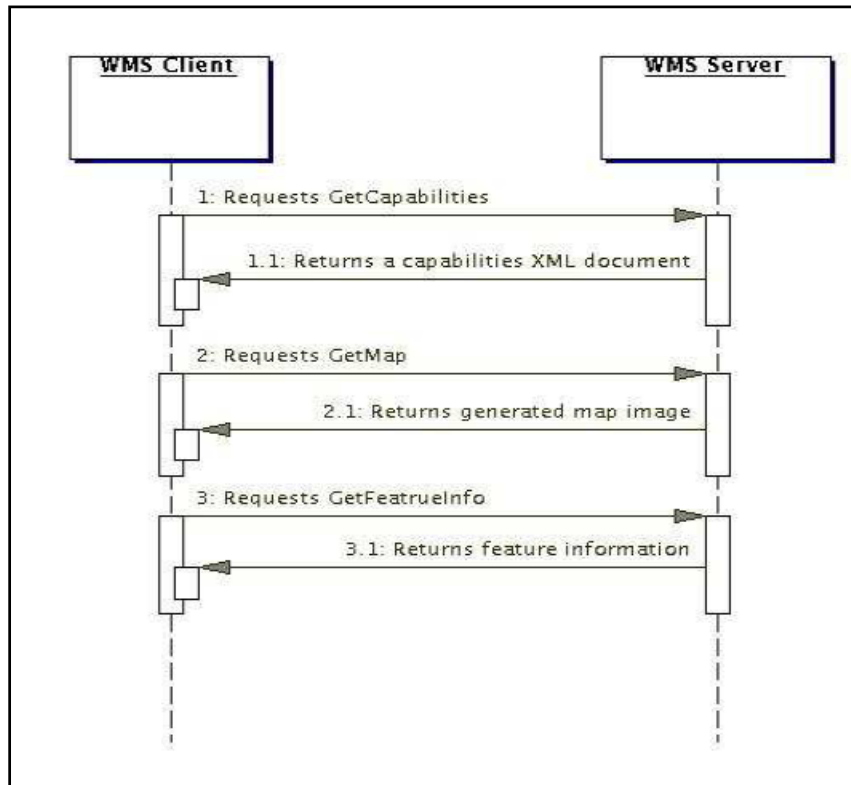 WMS Client
WMS Server
1: Requests GetCapabilities
1.1: Returns a capabilities XML document
2: Requests GetMap
2.1: Returns generated map image
3: Requests GetFeatrueInfo
3.1: Returns feature information